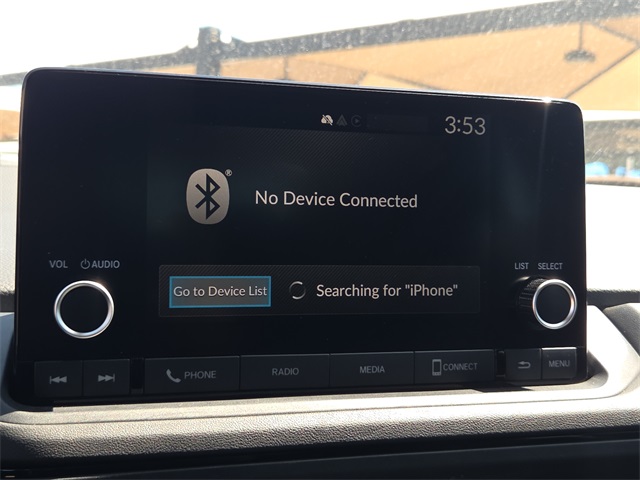 3:53
®
No Device Connected
VOL AUDIO
LIST SELECT
Go to Device List
Searching for "iPhone"
PHONE
RADIO
MEDIA
CONNECT
MENU